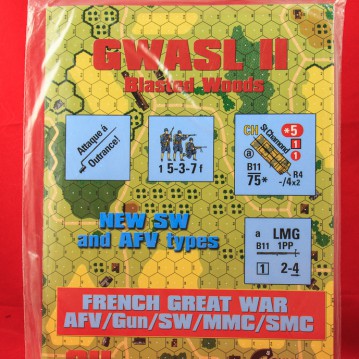 GWASL II
Blasted Woods
Attaque á
Outrance!
1 5-3-7 f
CH
St Chamond
*5
1
1
a
B11
75*
R4
-/4x2
NEW SW
and AFV types
a LMG
B11 1PP
1 2-4
FRENCH GREAT WAR
AFV/Gun/SW/MMC/SMC